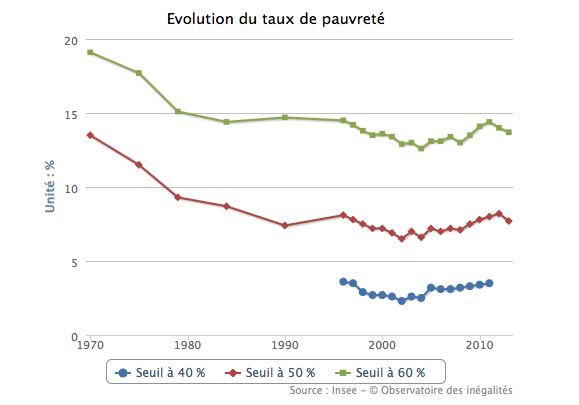 Evolution du taux de pauvreté
20
15
10
5
0
Unité : %
1970 1980 1990 2000 2010
Seuil à 40 % Seuil à 50 % Seuil à 60 %
Source : Insee – © Observatoire des inégalités